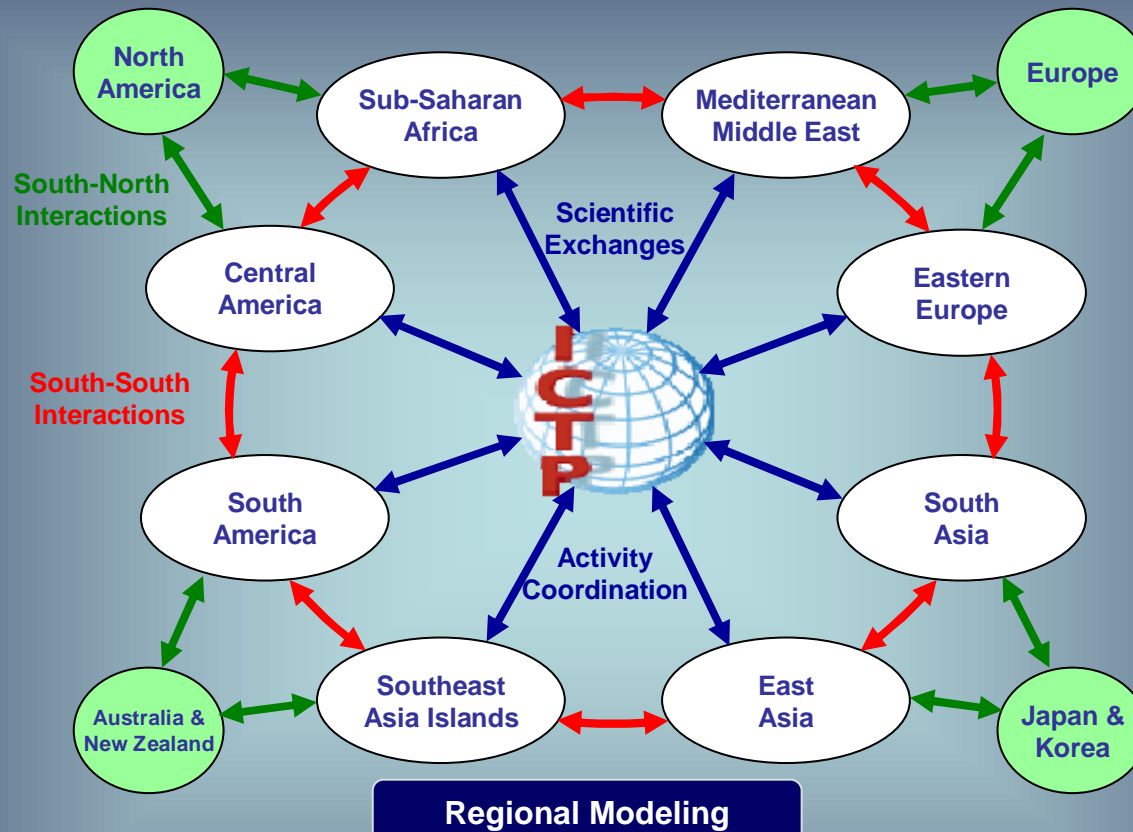 North
America
Sub-Saharan
Africa
Mediterranean
Middle East
Europe
South-North
Interactions
Scientific
Exchanges
Central
America
Eastern
Europe
ICTP
South-South
Interactions
South
America
South
Asia
Activity
Coordination
Australia &
New Zealand
Southeast
Asia Islands
East
Asia
Japan &
Korea
Regional Modeling